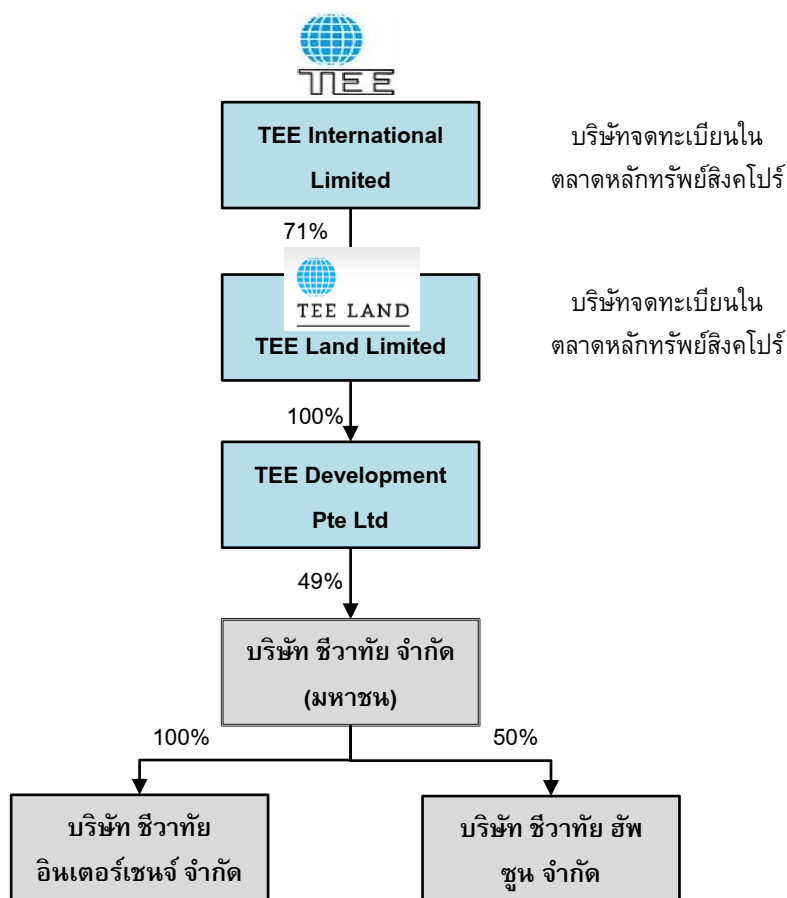 TEE
TEE International
Limited
บริษัทจดทะเบียนใน
ตลาดหลักทรัพย์สิงคโปร์
71%
TEE LAND
TEE Land Limited
บริษัทจดทะเบียนใน
ตลาดหลักทรัพย์สิงคโปร์
100%
TEE Development
Pte Ltd
49%
บริษัท ชีวาทัย จำกัด
(มหาชน)
100%
50%
บริษัท ชีวาทัย
อินเตอร์เชนจ์ จำกัด
บริษัท ชีวาทัย ฮัพ
ซูน จำกัด